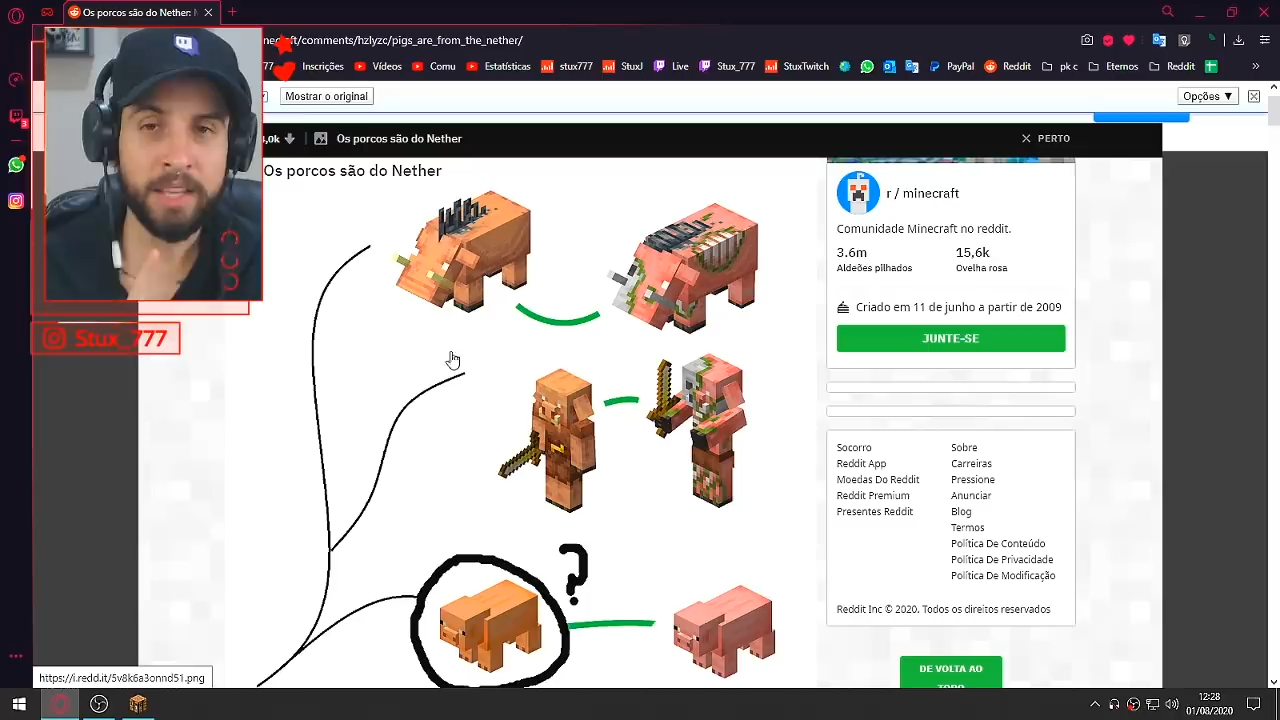 Os porcos são do Nether: N
ecraft/comments/hzlyzc/pigs_are_from_the_nether/
77
Inscrições
Vídeos
Comu
Estatísticas
stux777
StuxJ
Live
Stux_777
StuxTwitch
PayPal
Reddit
pk c
Eternos
Reddit
»
Mostrar o original
Opções ▼
,0k
Os porcos são do Nether
PERTO
Os porcos são do Nether
r / minecraft
Comunidade Minecraft no reddit.
3.6m
15,6k
Aldeões pilhados
Ovelha rosa
Criado em 11 de junho a partir de 2009
JUNTE-SE
Stux_777
?
Socorro
Sobre
Reddit App
Carreiras
Moedas Do Reddit
Pressione
Reddit Premium
Anunciar
Presentes Reddit
Blog
Termos
Política De Conteúdo
Política De Privacidade
Política De Modificação
Reddit Inc © 2020. Todos os direitos reservados
DE VOLTA AO
TOPO
https://i.redd.it/5v8k6a3onnd51.png
12:28
01/08/2020